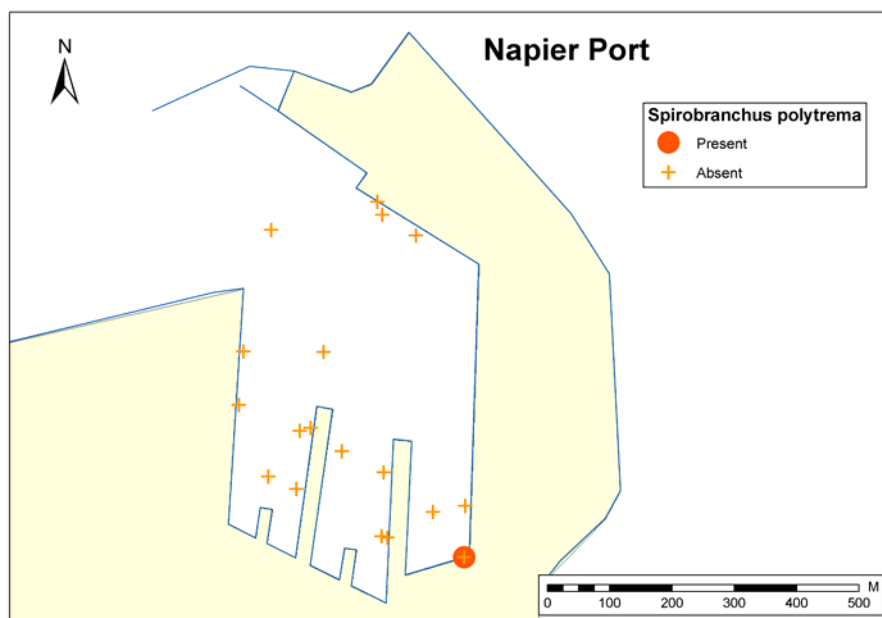 Napier Port
N
Spirobranchus polytrema
Present
Absent
M
0 100 200 300 400 500